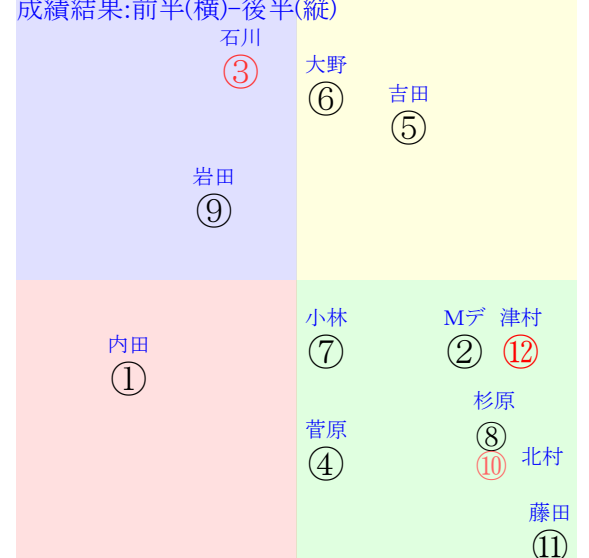 成績結果:前半(横)-後半(縦)
石川
③
大野
⑥
吉田
⑤
岩田
⑨
小林
⑦
Mデ
②
津村
⑫
内田
①
杉原
⑧
菅原
④
北村
⑩
藤田
⑪